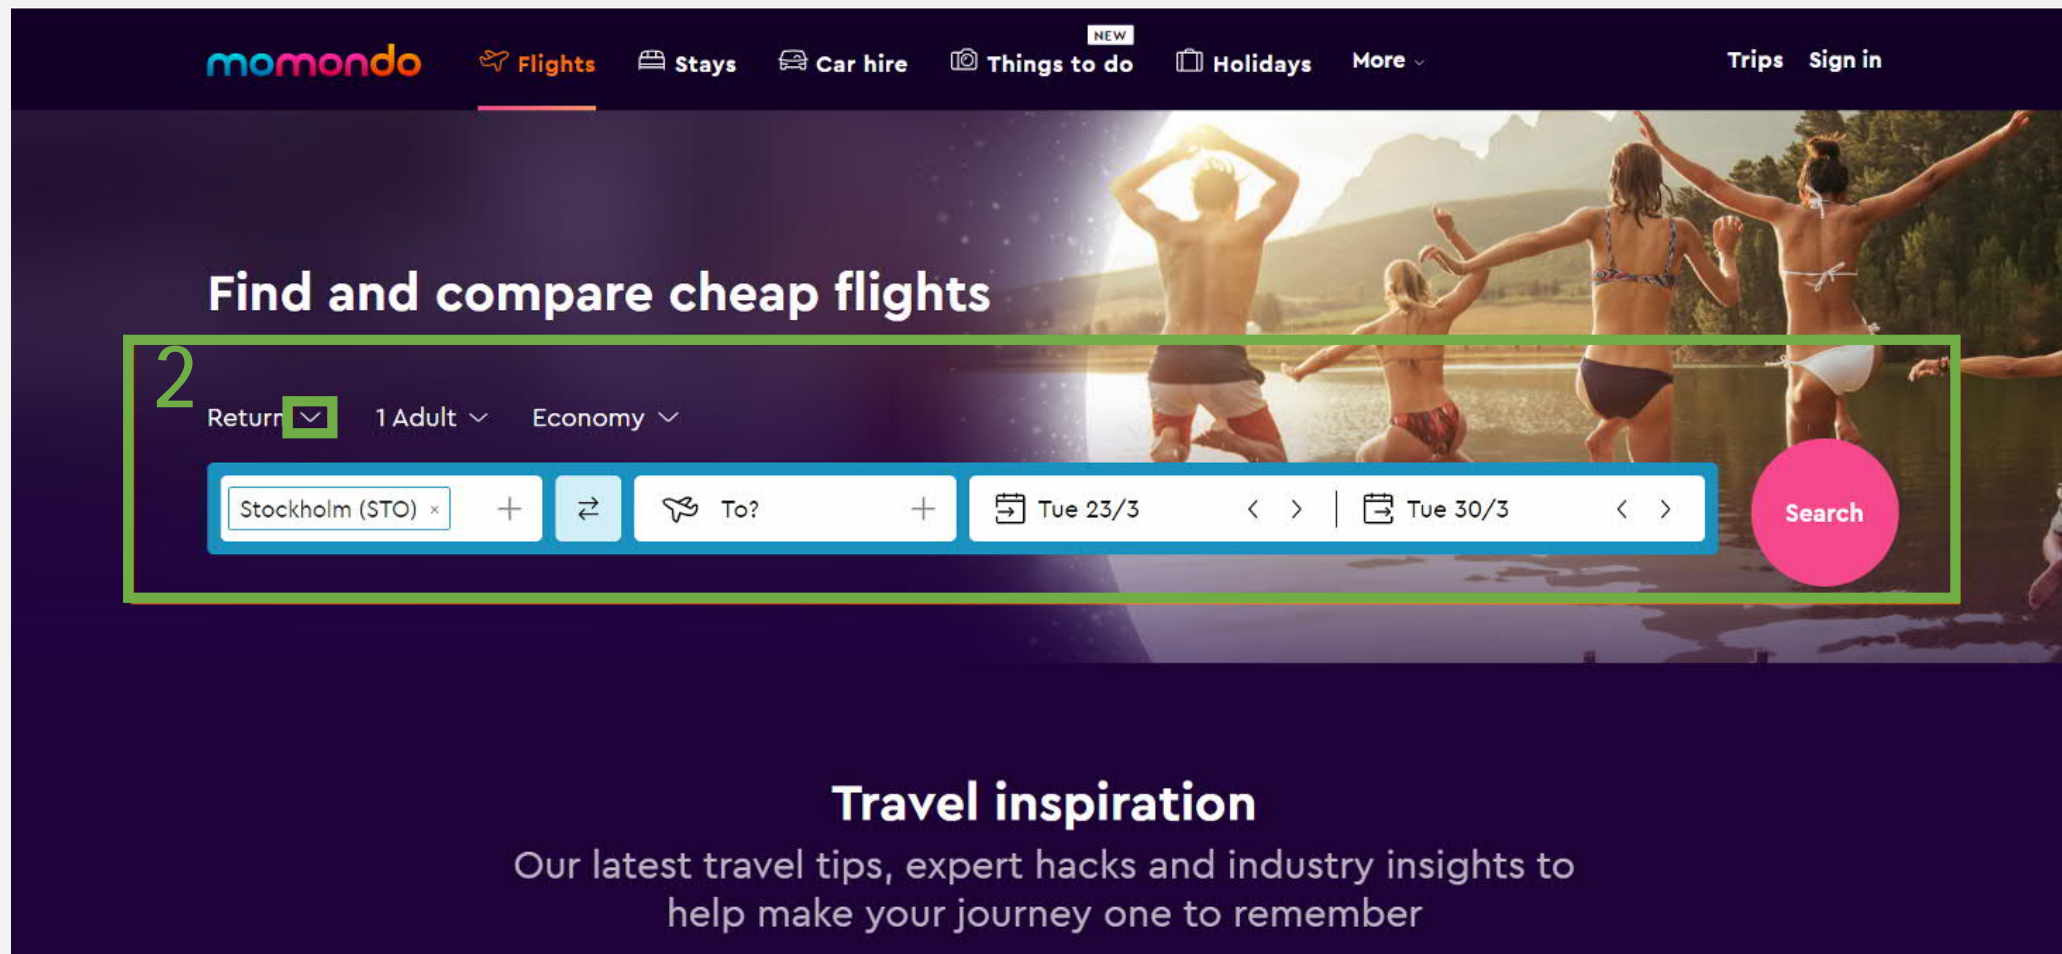 momondo Flights Stays Car hire Things to do NEW Holidays More Trips Sign in
Find and compare cheap flights
2
Return 1 Adult Economy
Stockholm (STO) × + To? + Tue 23/3 Tue 30/3 Search
Travel inspiration
Our latest travel tips, expert hacks and industry insights to
help make your journey one to remember